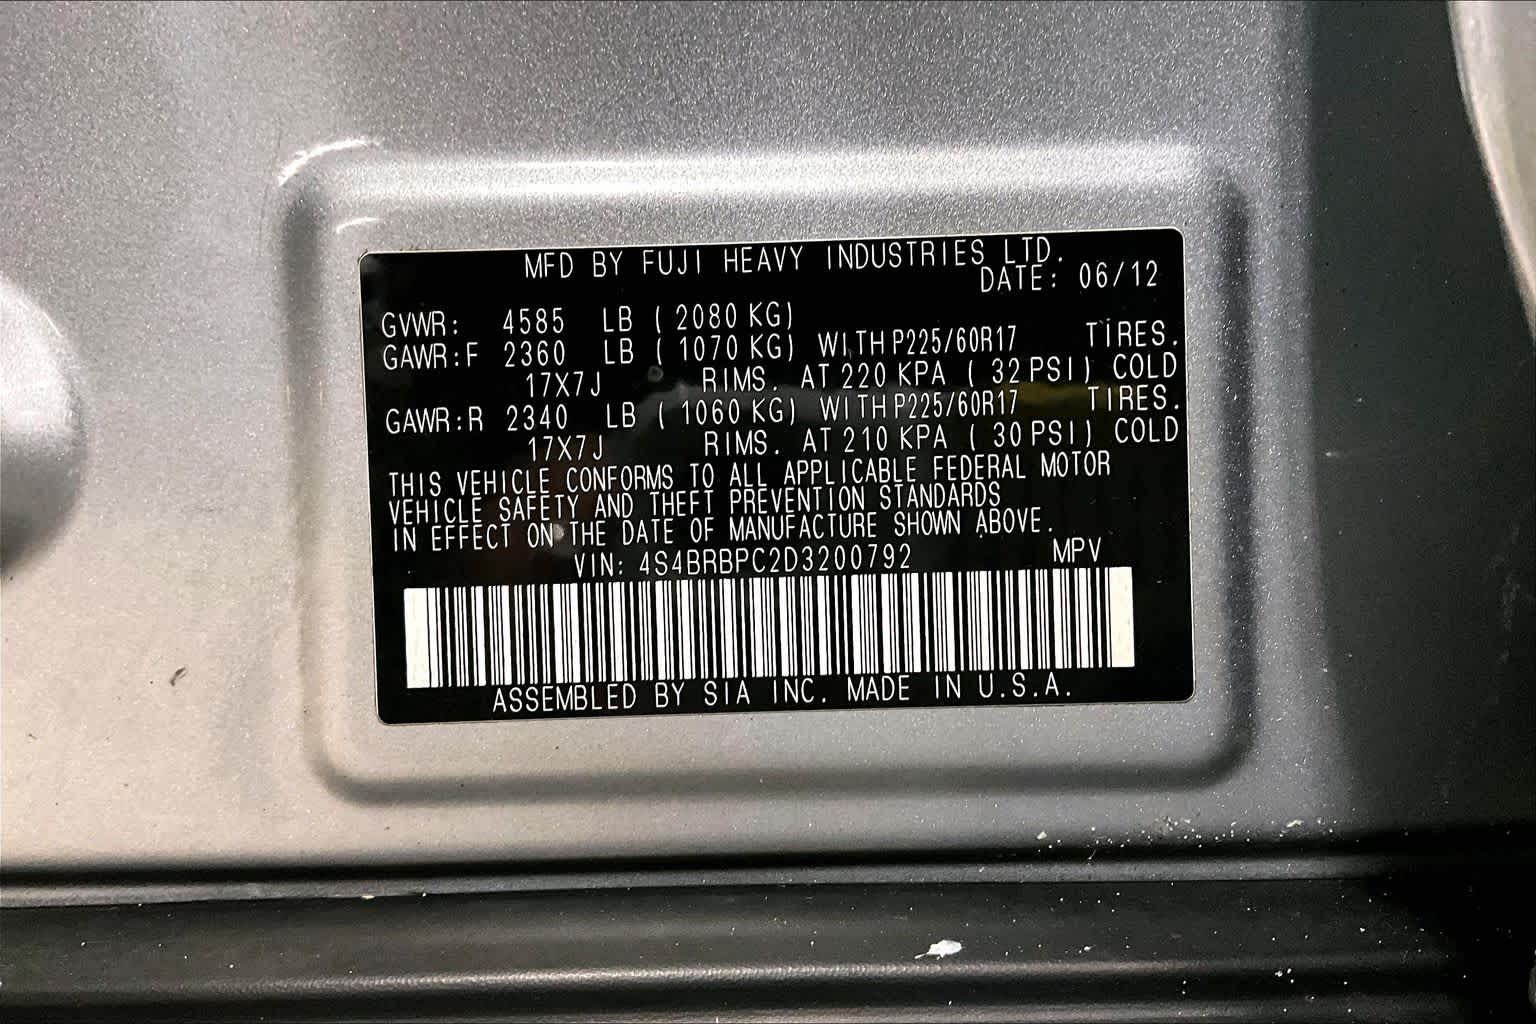 MFD BY FUJI HEAVY INDUSTRIES LTD.
DATE: 06/12
GVWR: 4585 LB ( 2080 KG)
GAWR:F 2360 LB ( 1070 KG) WITH P225/60R17 TIRES.
17X7J RIMS. AT 220 KPA ( 32 PSI) COLD
GAWR:R 2340 LB ( 1060 KG) WITH P225/60R17 TIRES.
17X7J RIMS. AT 210 KPA ( 30 PSI) COLD
THIS VEHICLE CONFORMS TO ALL APPLICABLE FEDERAL MOTOR
VEHICLE SAFETY AND THEFT PREVENTION STANDARDS
IN EFFECT ON THE DATE OF MANUFACTURE SHOWN ABOVE.
VIN: 4S4BRBPC2D3200792 MPV
ASSEMBLED BY SIA INC. MADE IN U.S.A.